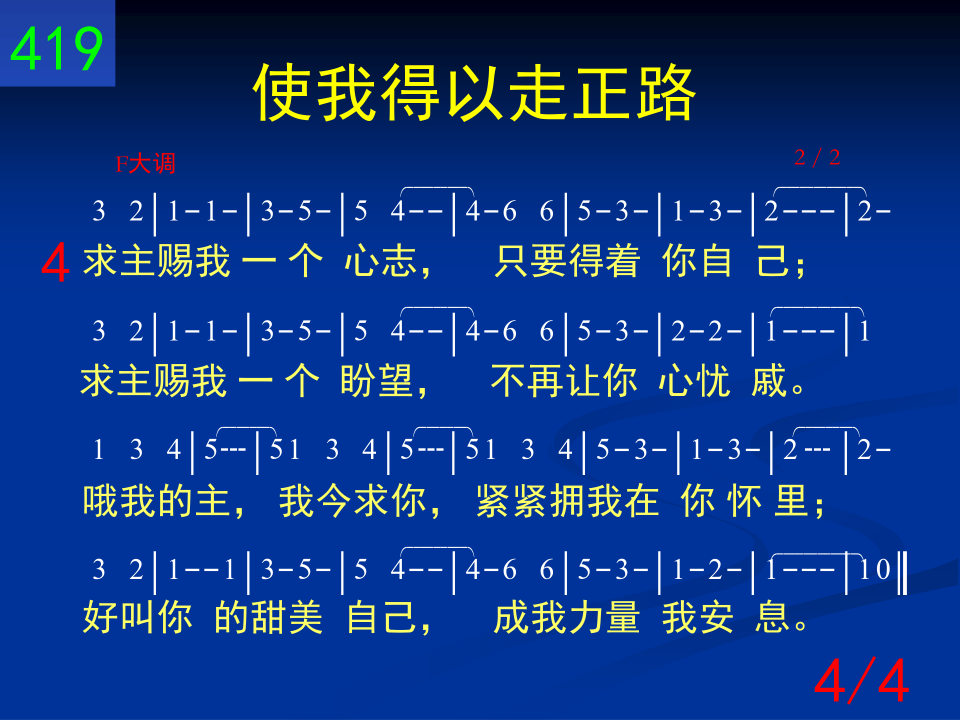 419
使我得以走正路
F大调 2/2
3 2|1-1-|3-5-|5 4--|4-6 6|5-3-|1-3-|2---|2-
4 求主赐我 一 个 心志， 只要得着 你自 己；
3 2|1-1-|3-5-|5 4--|4-6 6|5-3-|2-2-|1---|1
求主赐我 一 个 盼望， 不再让你 心忧 戚。
1 3 4|5---|51 3 4|5---|51 3 4|5-3-|1-3-|2---|2-
哦我的主， 我今求你， 紧紧拥我在 你 怀 里；
3 2|1--1|3-5-|5 4--|4-6 6|5-3-|1-2-|1---|10‖
好叫你 的甜美 自己， 成我力量 我安 息。
4/4